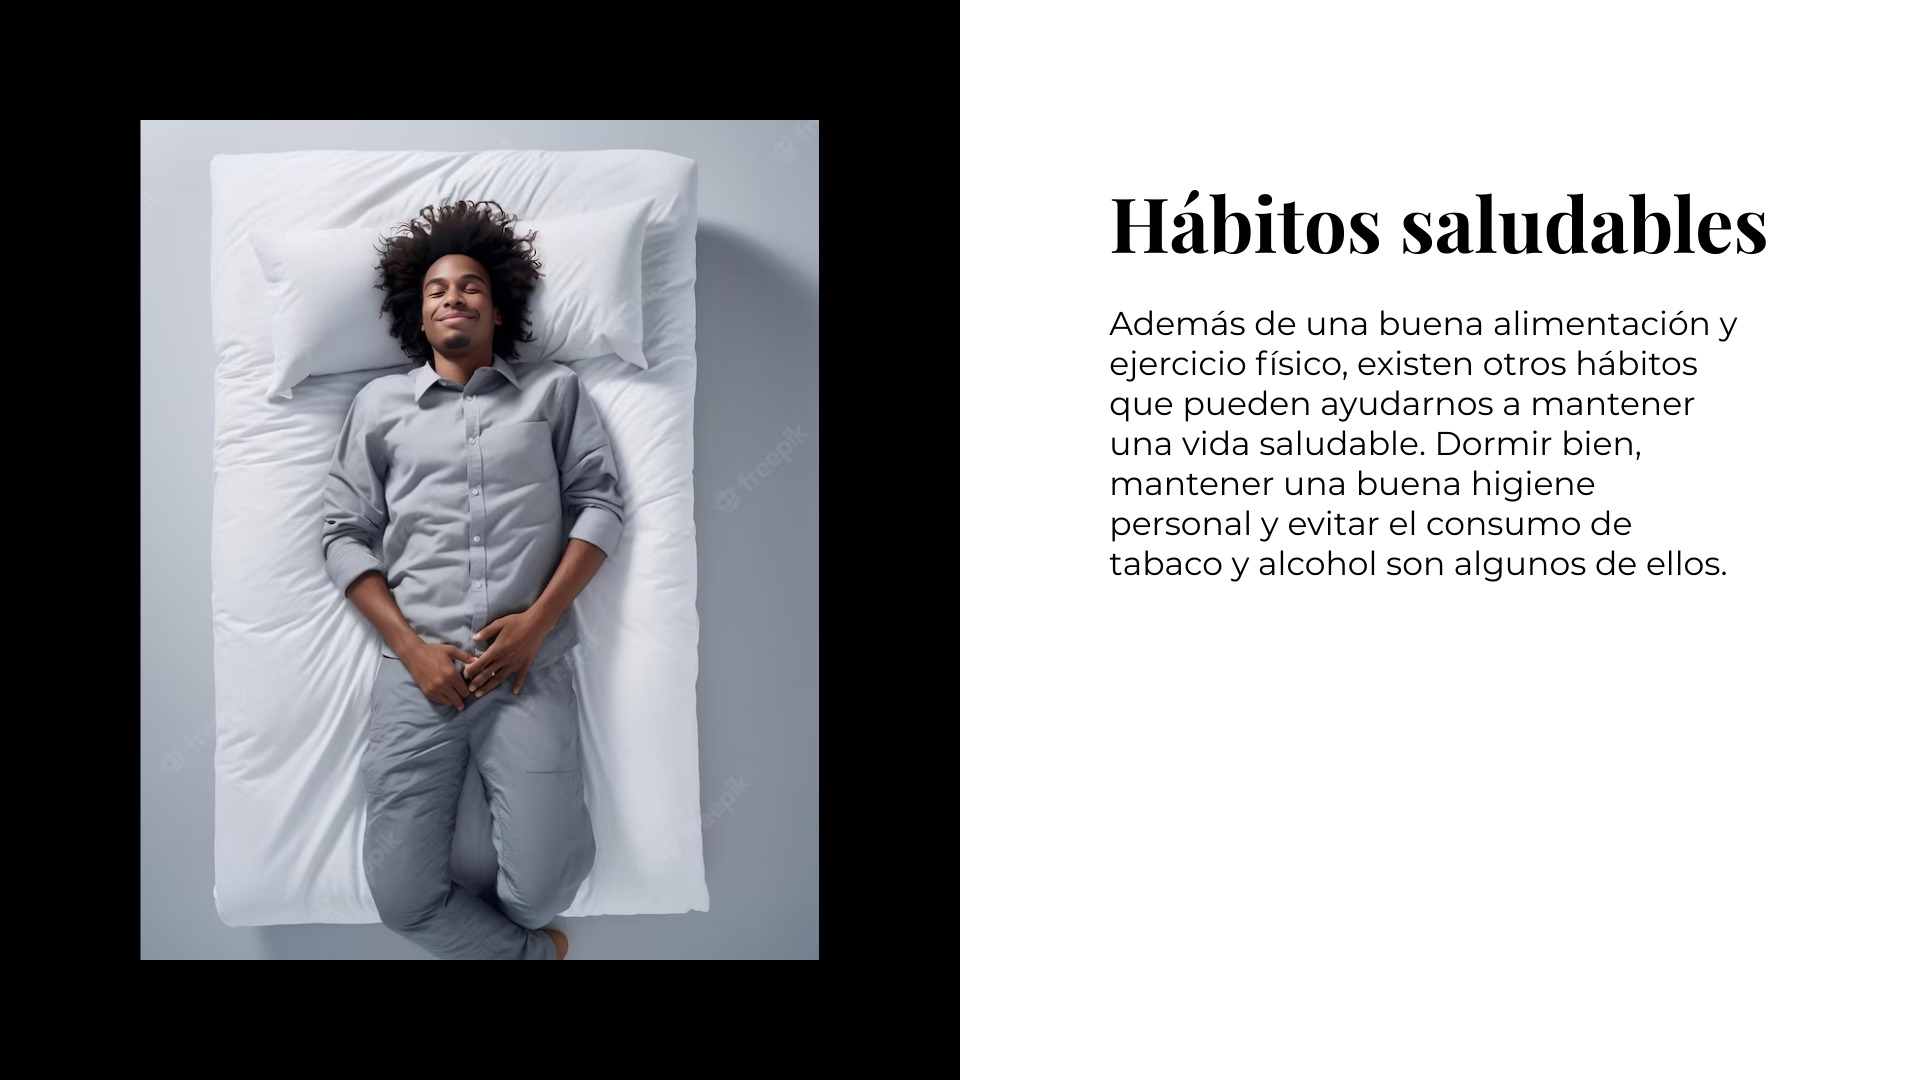 Hábitos saludables
Además de una buena alimentación y
ejercicio físico, existen otros hábitos
que pueden ayudarnos a mantener
una vida saludable. Dormir bien,
mantener una buena higiene
personal y evitar el consumo de
tabaco y alcohol son algunos de ellos.
freepik